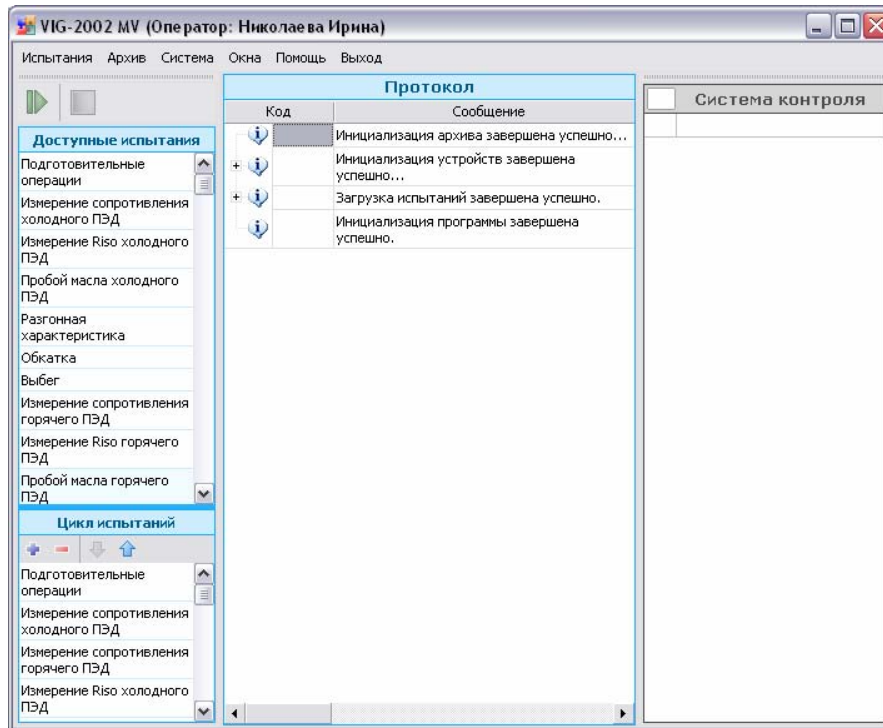 VIG-2002 MV (Оператор: Николаева Ирина)
Испытания Архив Система Окна Помощь Выход
Доступные испытания
Подготовительные
операции
Измерение сопротивления
холодного ПЭД
Измерение Riso холодного
ПЭД
Пробой масла холодного
ПЭД
Разгонная
характеристика
Обкатка
Выбег
Измерение сопротивления
горячего ПЭД
Измерение Riso горячего
ПЭД
Пробой масла горячего
ПЭД
Цикл испытаний
Подготовительные
операции
Измерение сопротивления
холодного ПЭД
Измерение сопротивления
горячего ПЭД
Измерение Riso холодного
ПЭД
Протокол
Код Сообщение
Инициализация архива завершена успешно...
Инициализация устройств завершена
успешно...
Загрузка испытаний завершена успешно.
Инициализация программы завершена
успешно.
Система контроля